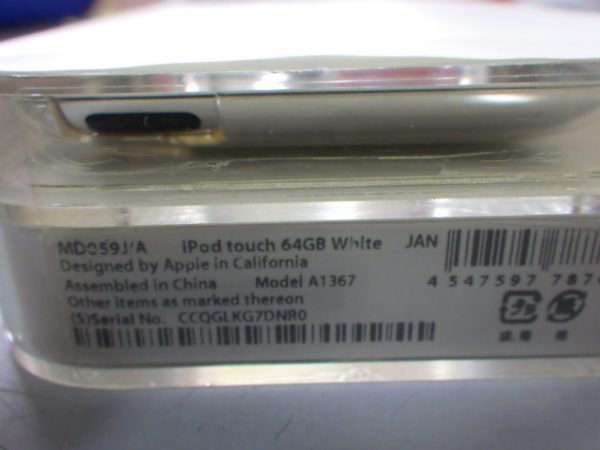 MD059J/A iPod touch 64GB White JAN
Designed by Apple in California
Assembled in China Model A1367 4 547597 787
Other items as marked thereon
(S)Serial No. CCQGLKG7DNR0